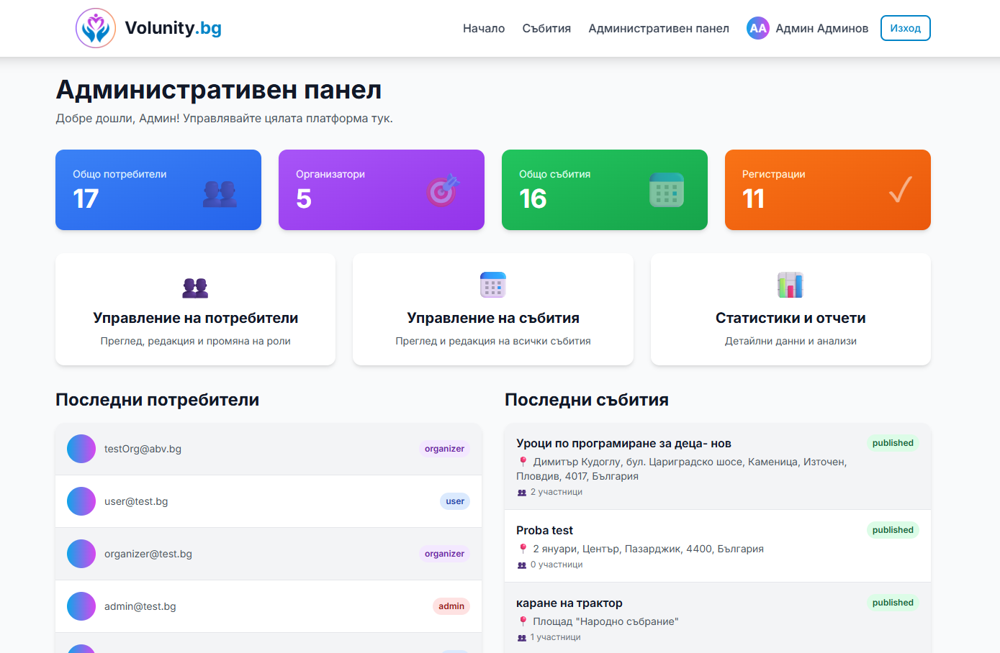 Volunity.bg
Начало
Събития
Административен панел
AA
Админ Админов
Изход
Административен панел
Добре дошли, Админ! Управлявайте цялата платформа тук.
Общо потребители
17
Организатори
5
Общо събития
16
Регистрации
11
Управление на потребители
Преглед, редакция и промяна на роли
Управление на събития
Преглед и редакция на всички събития
Статистики и отчети
Детайлни данни и анализи
Последни потребители
testOrg@abv.bg
organizer
user@test.bg
user
organizer@test.bg
organizer
admin@test.bg
admin
Последни събития
Уроци по програмиране за деца- нов
published
Димитър Кудоглу, бул. Цариградско шосе, Каменица, Източен,
Пловдив, 4017, България
2 участници
Proba test
published
2 януари, Център, Пазарджик, 4400, България
0 участници
каране на трактор
published
Площад "Народно събрание"
1 участници